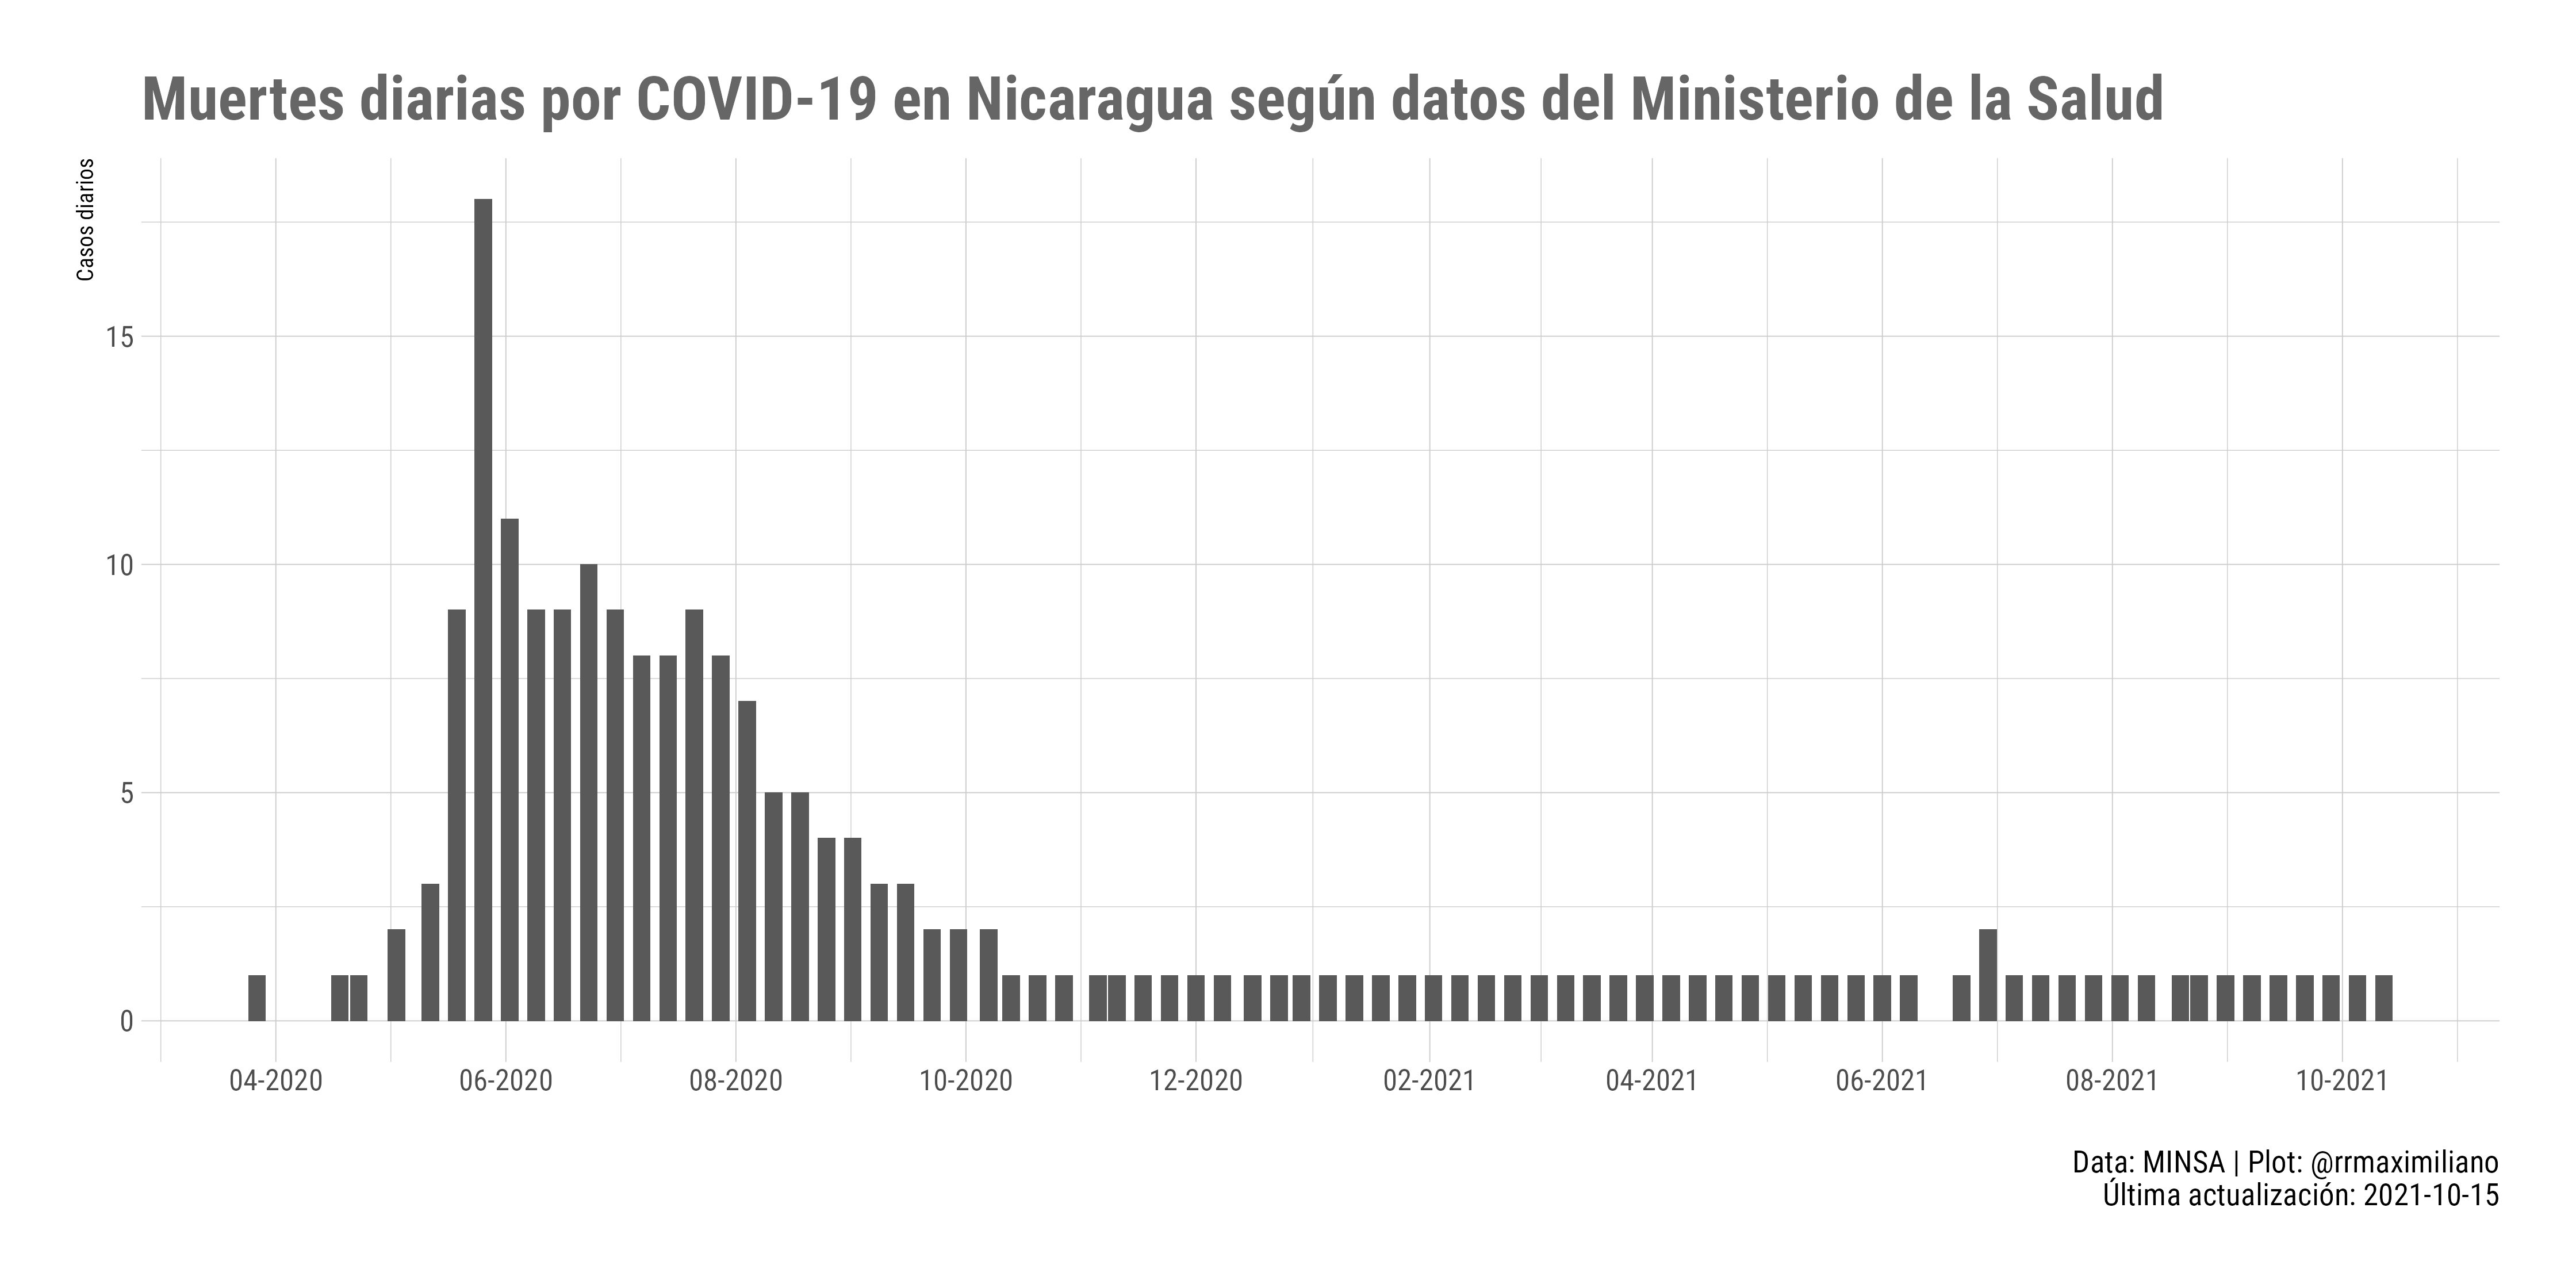 Muertes diarias por COVID-19 en Nicaragua según datos del Ministerio de la Salud
Casos diarios
15
10
5
0
04-2020 06-2020 08-2020 10-2020 12-2020 02-2021 04-2021 06-2021 08-2021 10-2021
Data: MINSA | Plot: @rrmaximiliano
Última actualización: 2021-10-15